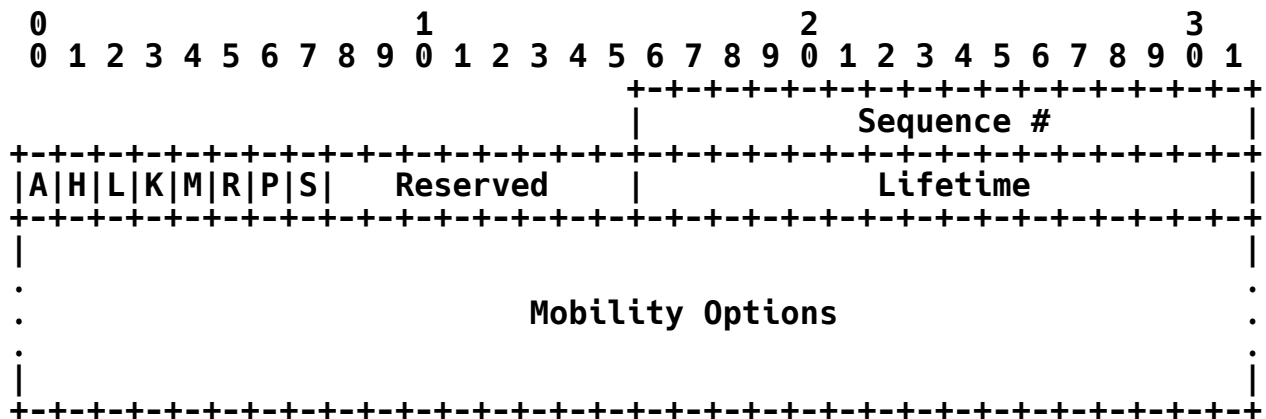 0                   1                   2                   3
 0 1 2 3 4 5 6 7 8 9 0 1 2 3 4 5 6 7 8 9 0 1 2 3 4 5 6 7 8 9 0 1
                                +-+-+-+-+-+-+-+-+-+-+-+-+-+-+-+-+
                                |           Sequence #          |
+-+-+-+-+-+-+-+-+-+-+-+-+-+-+-+-+-+-+-+-+-+-+-+-+-+-+-+-+-+-+-+-+
|A|H|L|K|M|R|P|S|   Reserved    |            Lifetime           |
+-+-+-+-+-+-+-+-+-+-+-+-+-+-+-+-+-+-+-+-+-+-+-+-+-+-+-+-+-+-+-+-+
|                                                               |
.                                                               .
.                          Mobility Options                     .
.                                                               .
|                                                               |
+-+-+-+-+-+-+-+-+-+-+-+-+-+-+-+-+-+-+-+-+-+-+-+-+-+-+-+-+-+-+-+-+